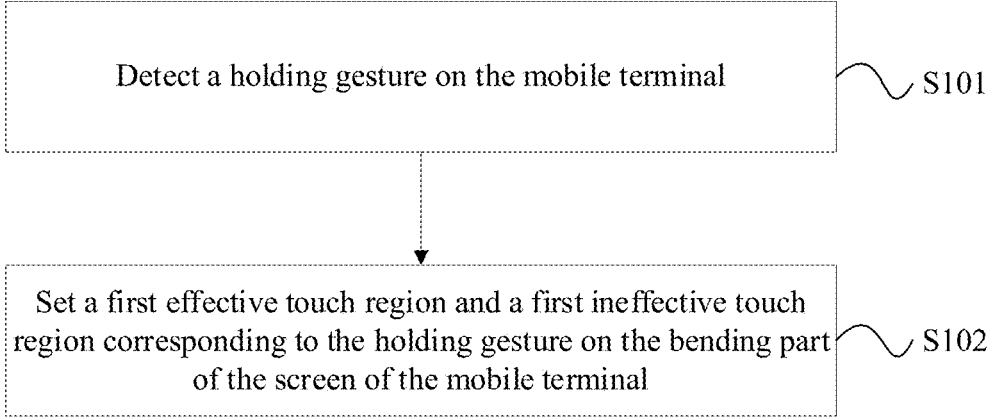 Detect a holding gesture on the mobile terminal
S101
Set a first effective touch region and a first ineffective touch
region corresponding to the holding gesture on the bending part
of the screen of the mobile terminal
S102